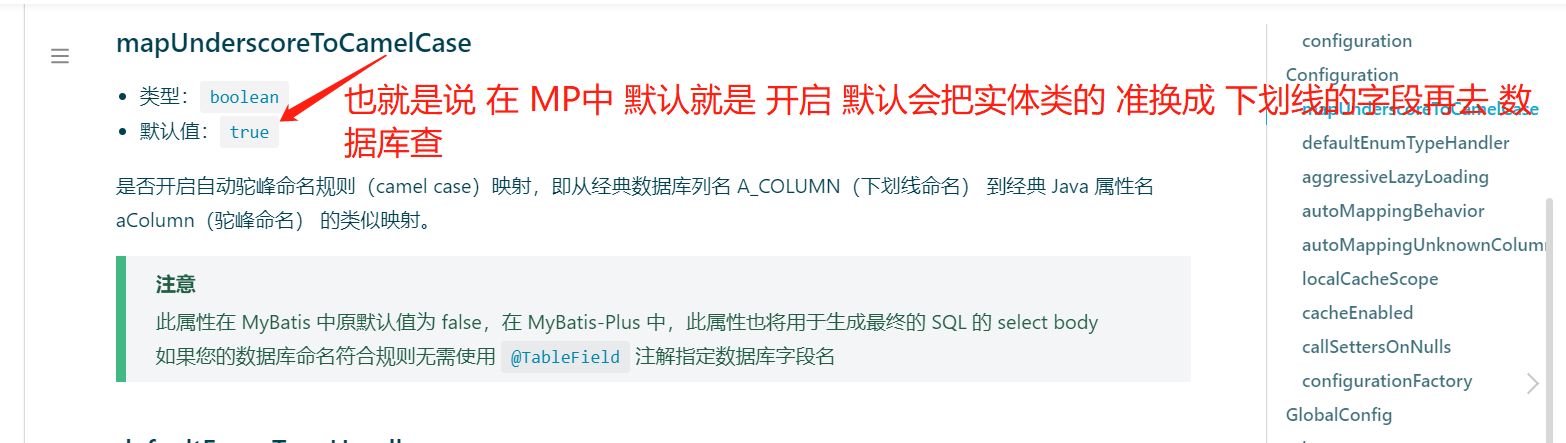 mapUnderscoreToCamelCase
类型：boolean
默认值：true
也就是说 在 MP中 默认就是 开启 默认会把实体类的 准换成 下划线的字段再去 数
据库查
是否开启自动驼峰命名规则（camel case）映射，即从经典数据库列名 A_COLUMN（下划线命名） 到经典 Java 属性名
aColumn（驼峰命名） 的类似映射。
注意
此属性在 MyBatis 中原默认值为 false，在 MyBatis-Plus 中，此属性也将用于生成最终的 SQL 的 select body
如果您的数据库命名符合规则无需使用 @TableField 注解指定数据库字段名
configuration
Configuration
mapUnderscoreToCamelCase
defaultEnumTypeHandler
aggressiveLazyLoading
autoMappingBehavior
autoMappingUnknownColum
localCacheScope
cacheEnabled
callSettersOnNulls
configurationFactory
GlobalConfig